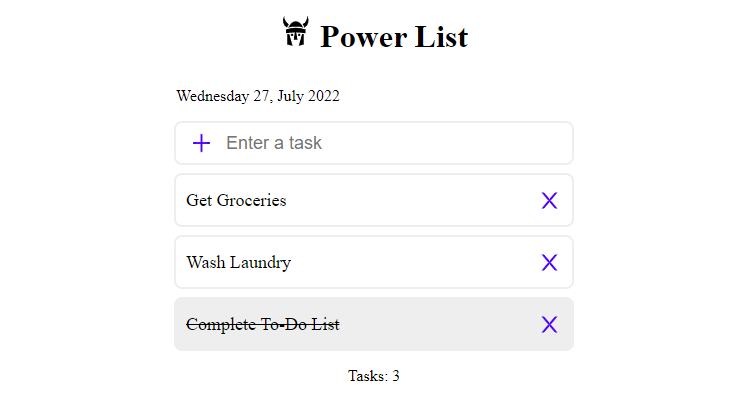 Power List
Wednesday 27, July 2022
Enter a task
Get Groceries
Wash Laundry
Complete To-Do List
Tasks: 3